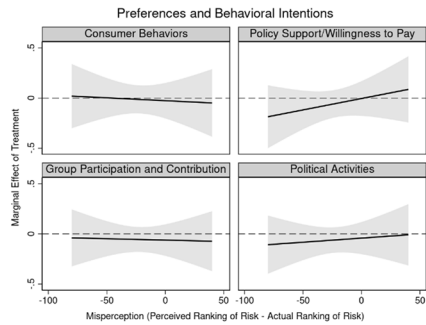 Preferences and Behavioral Intentions
Consumer Behaviors
Policy Support/Willingness to Pay
.5
0
-.5
Group Participation and Contribution
Political Activities
.5
0
-.5
Marginal Effect of Treatment
-100
-50
0
50
-100
-50
0
50
Misperception (Perceived Ranking of Risk - Actual Ranking of Risk)